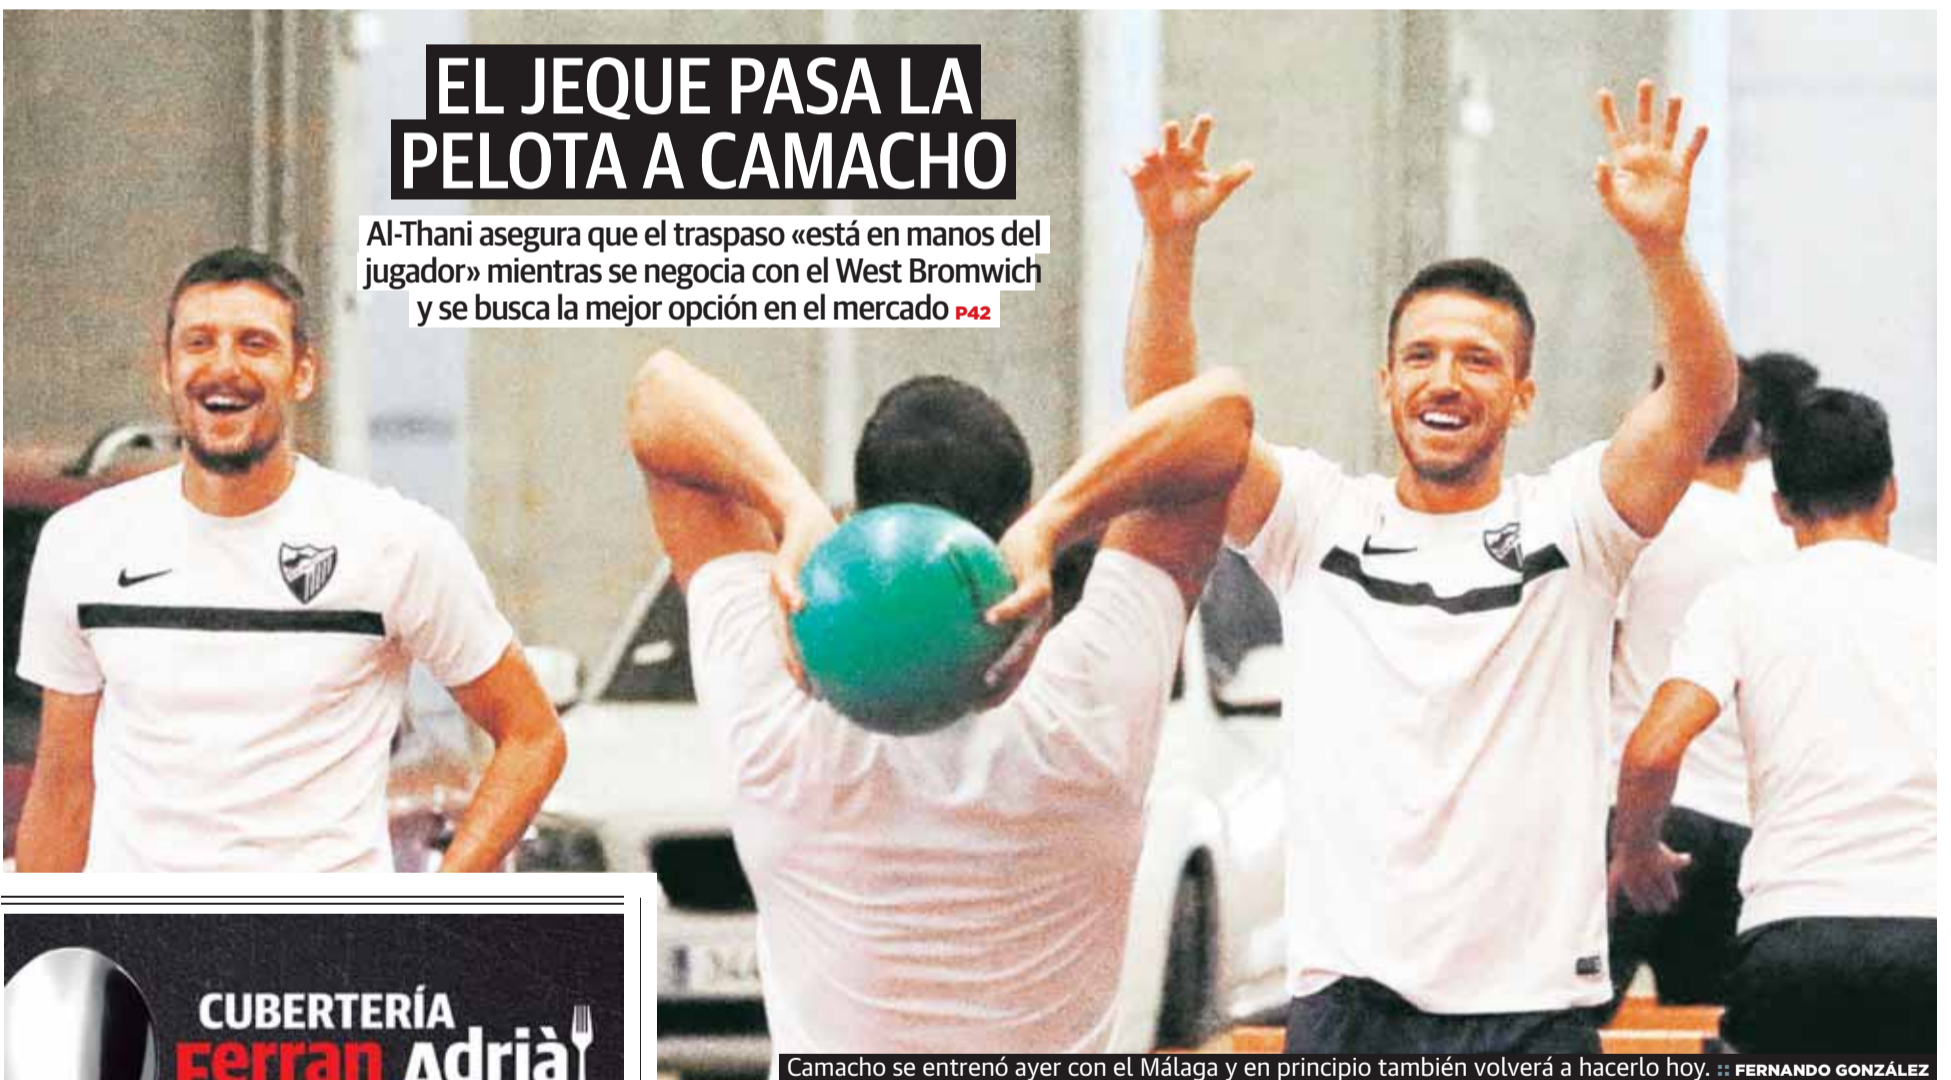 EL JEQUE PASA LA
PELOTA A CAMACHO
Al-Thani asegura que el traspaso «está en manos del
jugador» mientras se negocia con el West Bromwich
y se busca la mejor opción en el mercado P42
CUBERTERÍA
Ferran Adrià
Camacho se entrenó ayer con el Málaga y en principio también volverá a hacerlo hoy. :: FERNANDO GONZÁLEZ